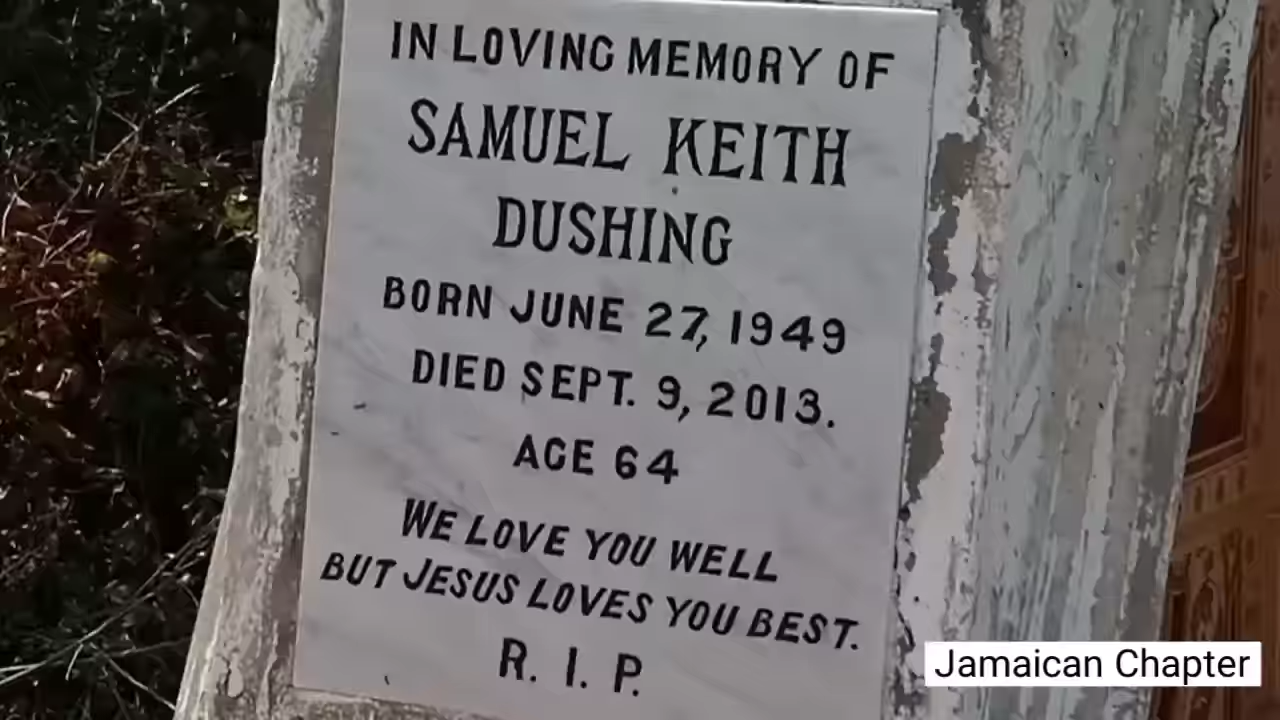 IN LOVING MEMORY OF
SAMUEL KEITH
DUSHING
BORN JUNE 27, 1949
DIED SEPT. 9, 2013.
AGE 64
WE LOVE YOU WELL
BUT JESUS LOVES YOU BEST.
R. I. P.
Jamaican Chapter